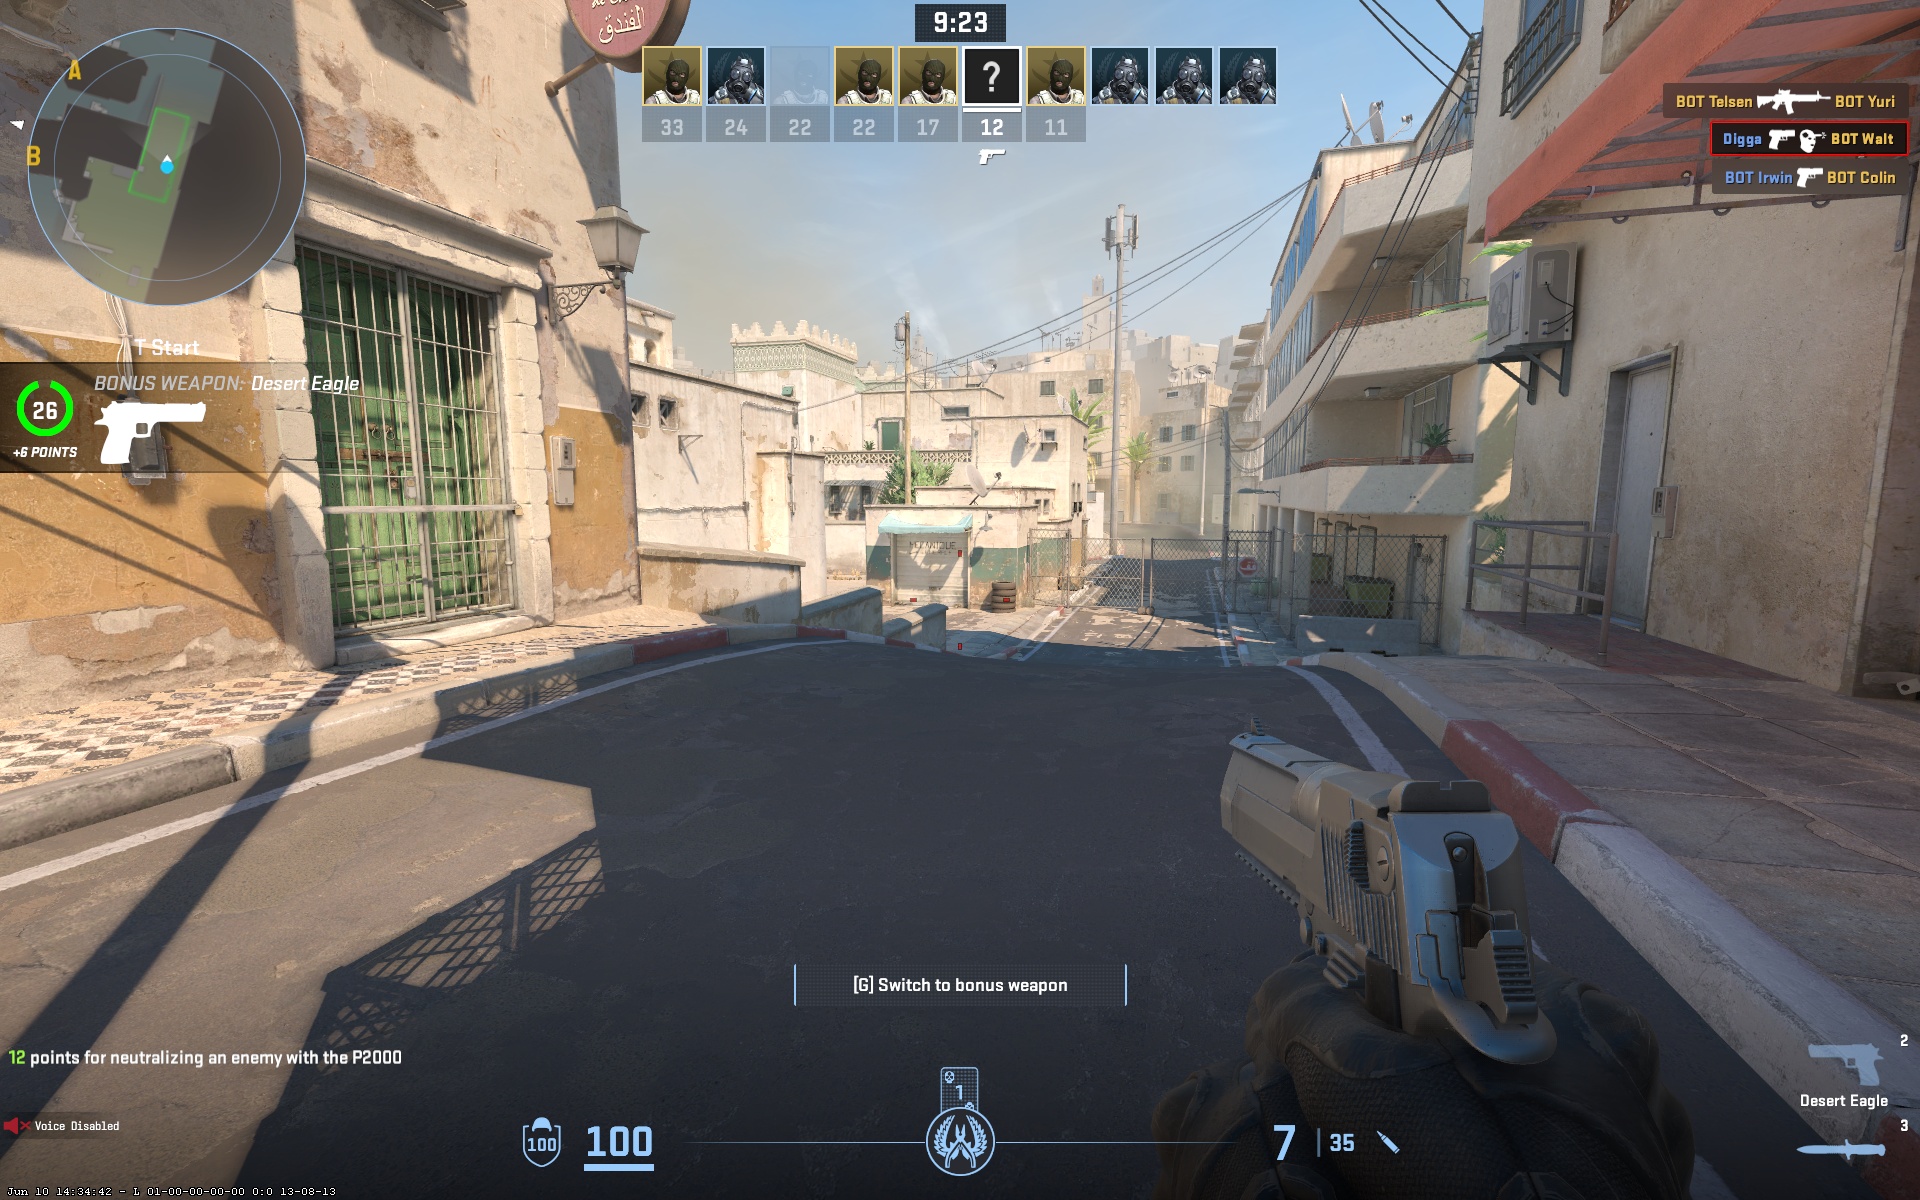 الفندق
9:23
A
B
?
33 24 22 22 17 12 11
BOT Telsen BOT Yuri
Digga BOT Walt
BOT Irwin BOT Colin
T Start
BONUS WEAPON: Desert Eagle
26
+6 POINTS
[G] Switch to bonus weapon
12 points for neutralizing an enemy with the P2000
Voice Disabled
1
100 100
7 | 35
2
Desert Eagle
3
Jun 10 14:34:42 - L 01-00-00-00-00 0:0 13-08-13